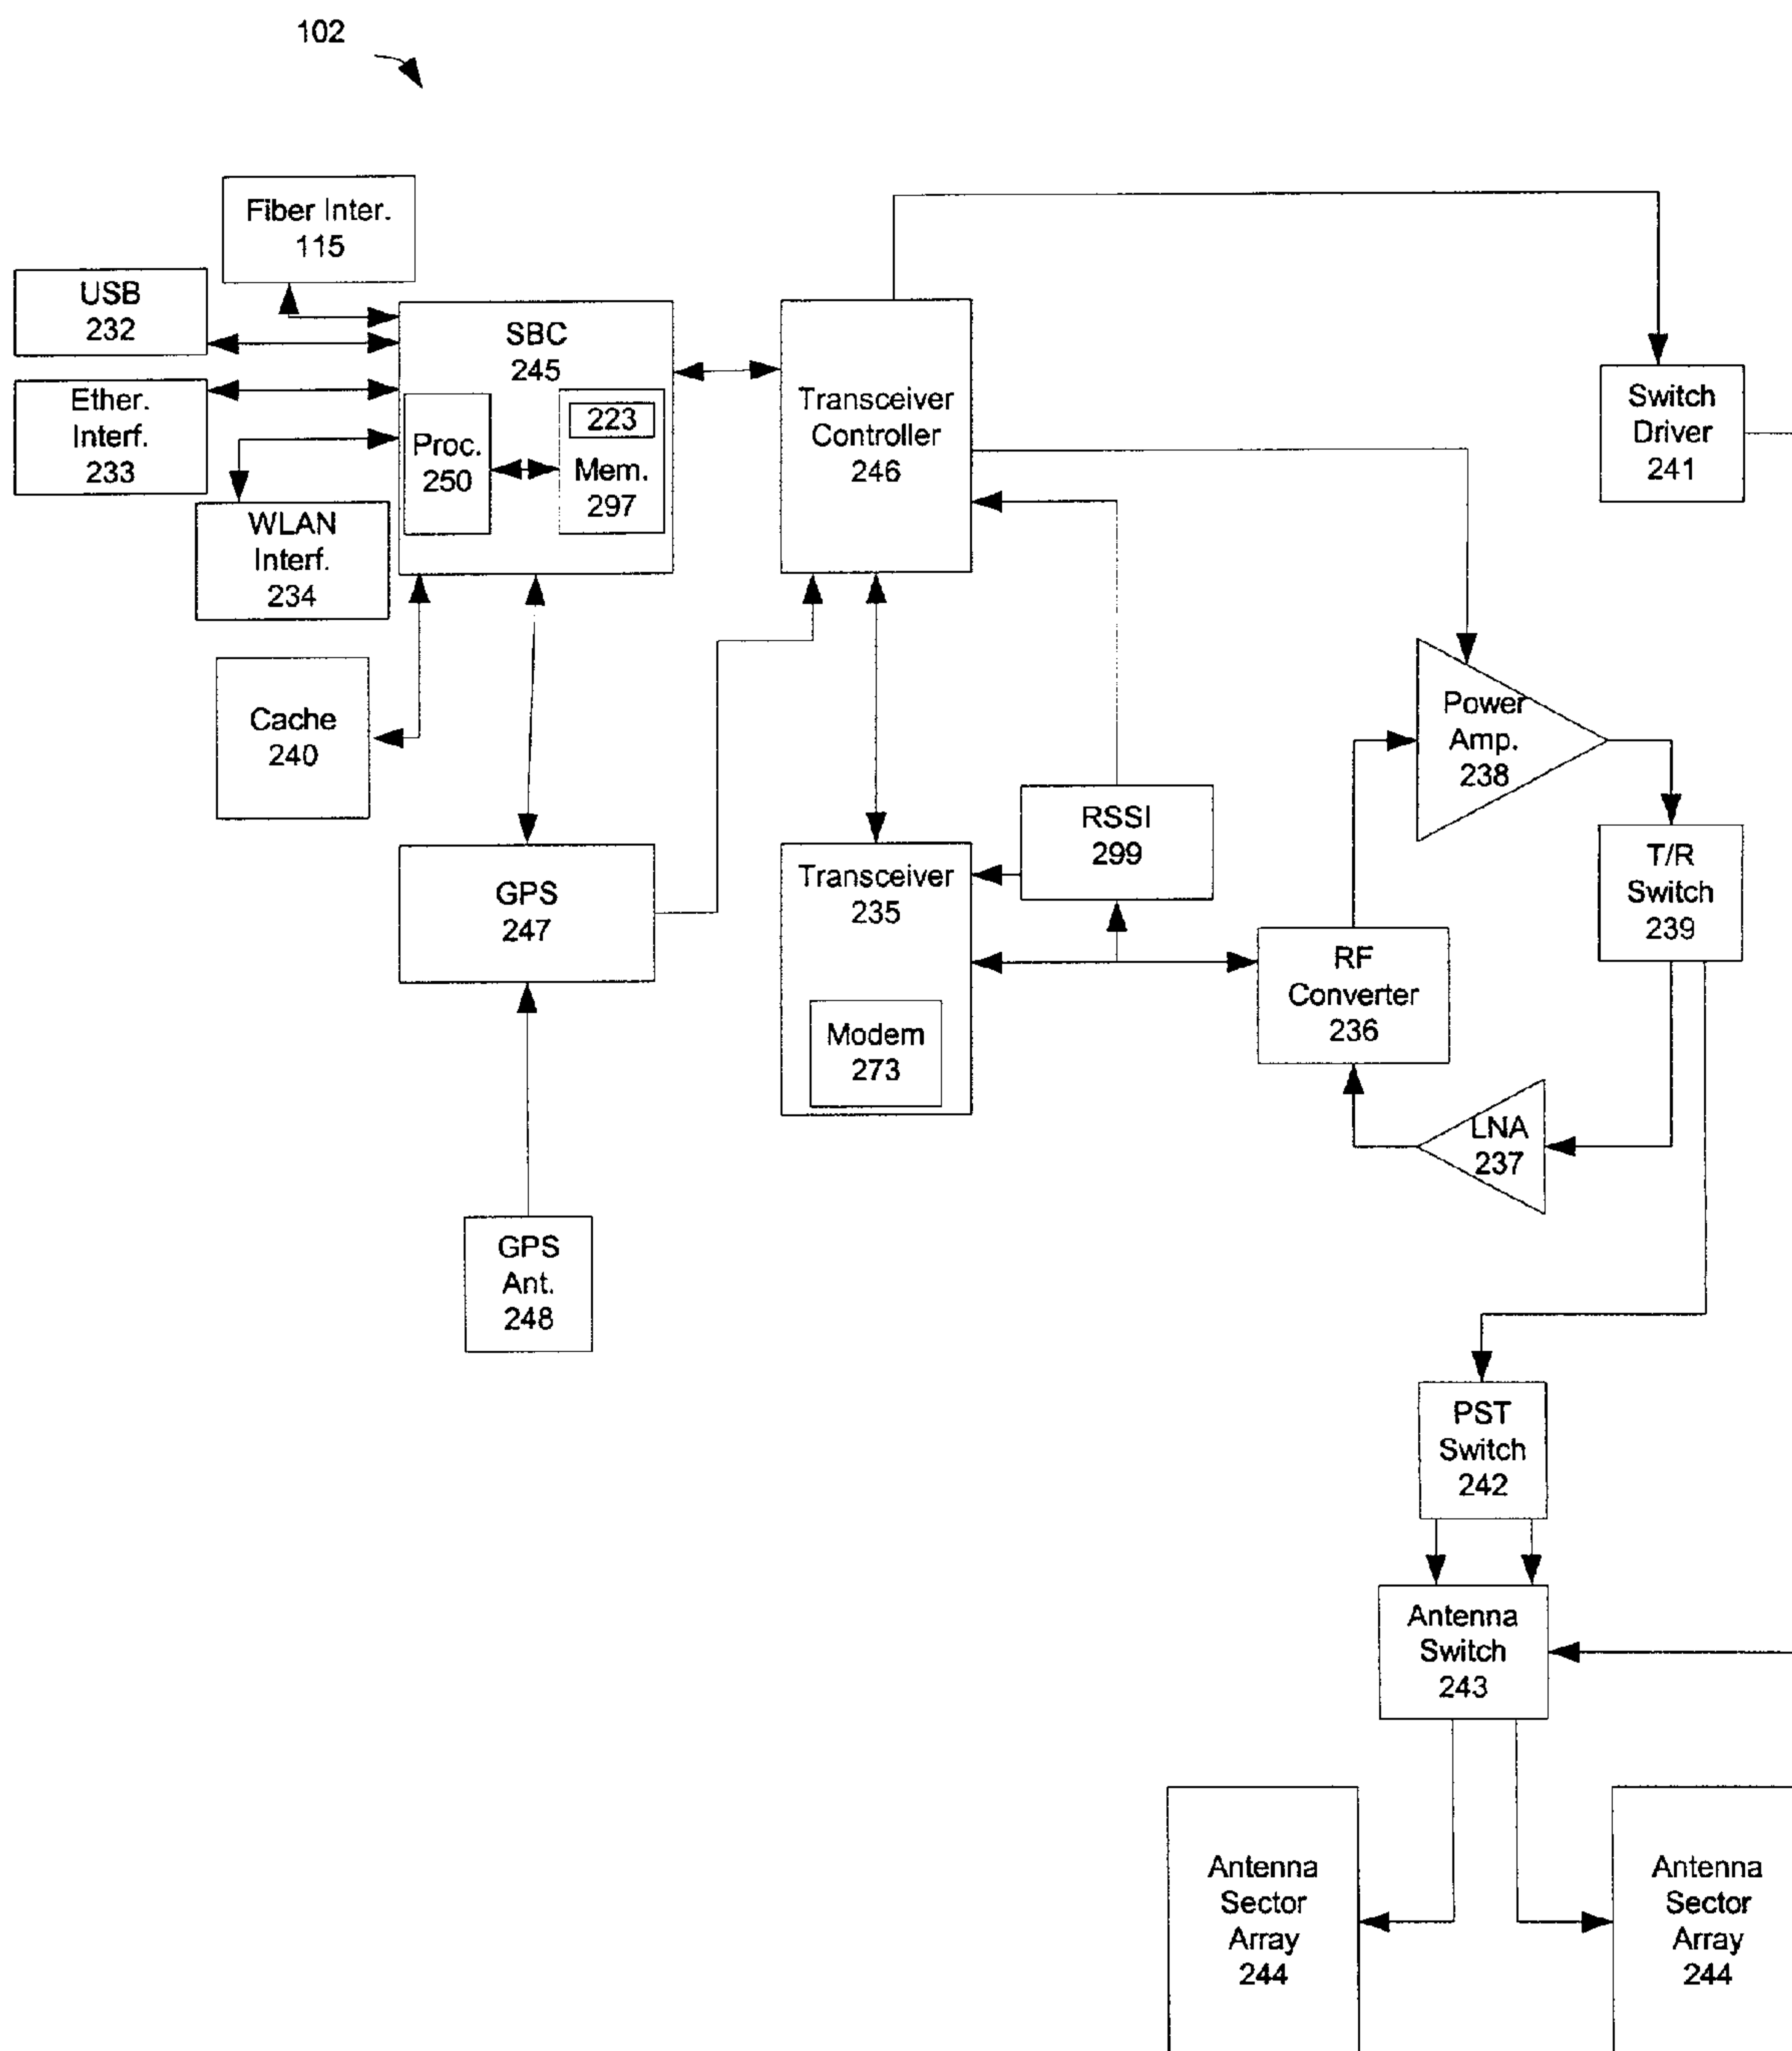 102
Fiber Inter.
115
USB
232
Ether.
Interf.
233
WLAN
Interf.
234
SBC
245
Proc.
250
223
Mem.
297
Cache
240
GPS
247
GPS
Ant.
248
Transceiver
Controller
246
Transceiver
235
Modem
273
RSSI
299
RF
Converter
236
Power
Amp.
238
LNA
237
Switch
Driver
241
T/R
Switch
239
PST
Switch
242
Antenna
Switch
243
Antenna
Sector
Array
244
Antenna
Sector
Array
244